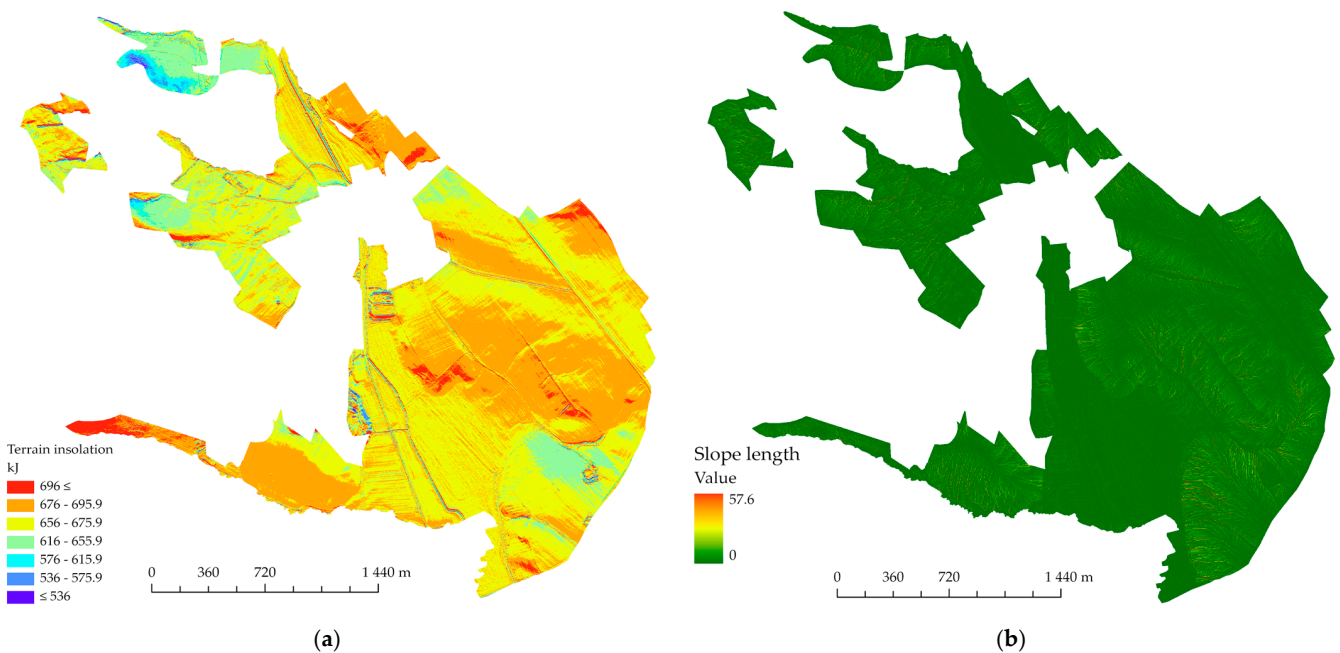 Terrain insolation
kJ
696 ≤
676 - 695.9
656 - 675.9
616 - 655.9
576 - 615.9
536 - 575.9
≤ 536
0 360 720 1 440 m
(a)
Slope length
Value
57.6
0
0 360 720 1 440 m
(b)